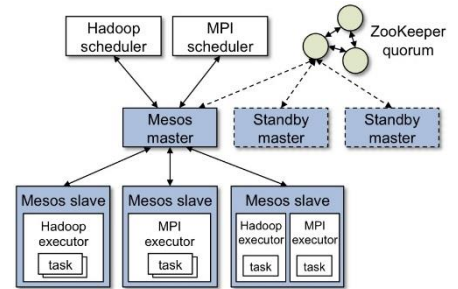 Hadoop
scheduler
MPI
scheduler
ZooKeeper
quorum
Mesos
master
Standby
master
Standby
master
Mesos slave
Hadoop
executor
task
Mesos slave
MPI
executor
task
Mesos slave
Hadoop
executor
task
MPI
executor
task